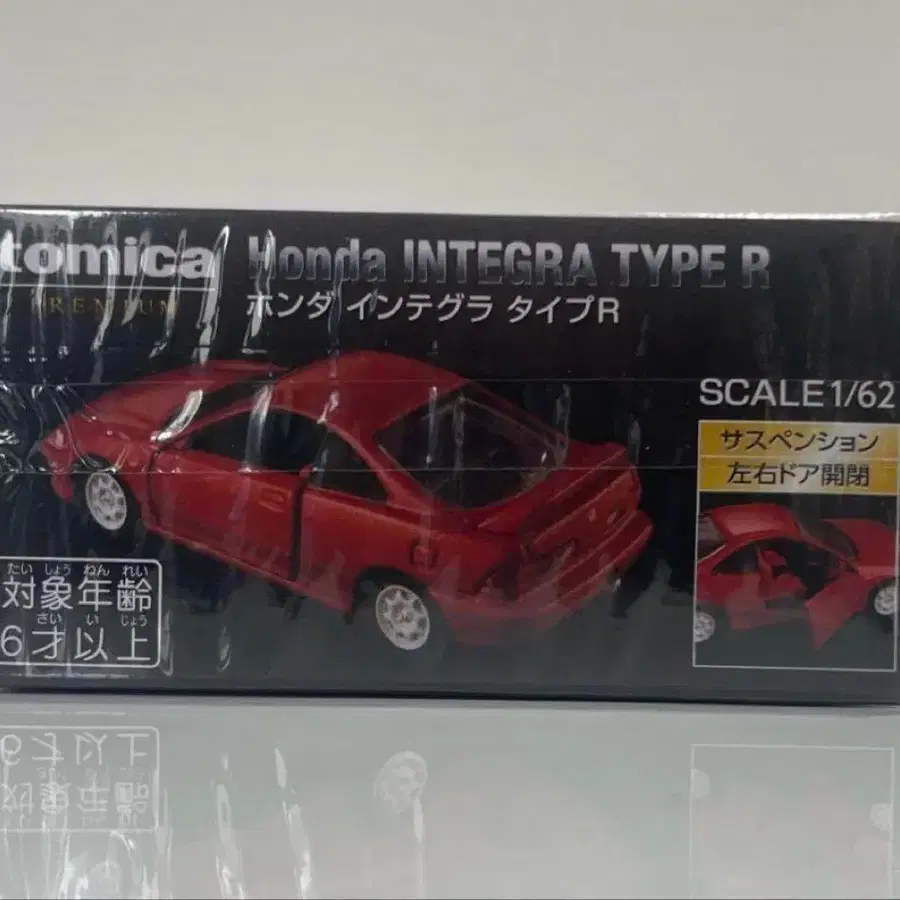 tomica
PREMIUM
Honda INTEGRA TYPE R
ホンダ インテグラ タイプR
SCALE1/62
サスペンション
左右ドア開閉
たい しょう ねん れい
対象年齢
さい い じょう
6才以上